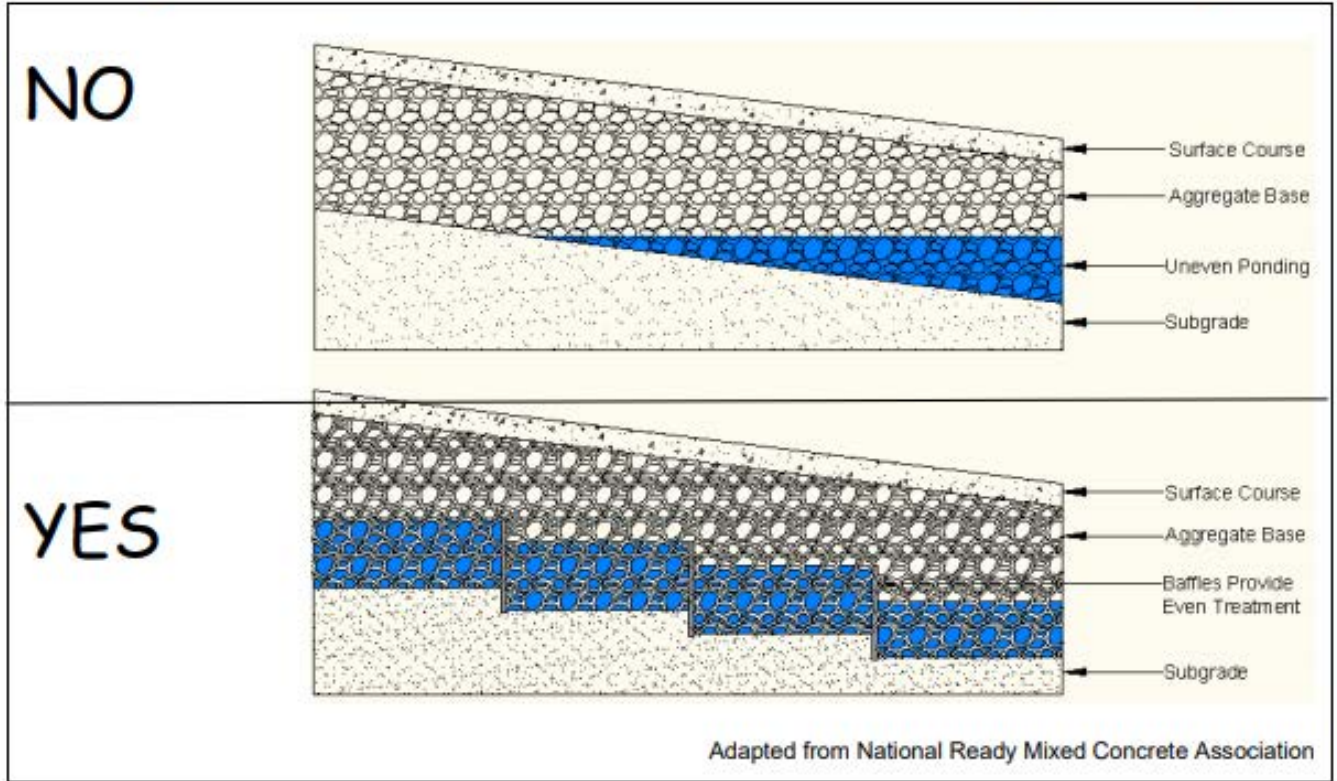 NO
Surface Course
Aggregate Base
Uneven Ponding
Subgrade
YES
Surface Course
Aggregate Base
Baffles Provide
Even Treatment
Subgrade
Adapted from National Ready Mixed Concrete Association